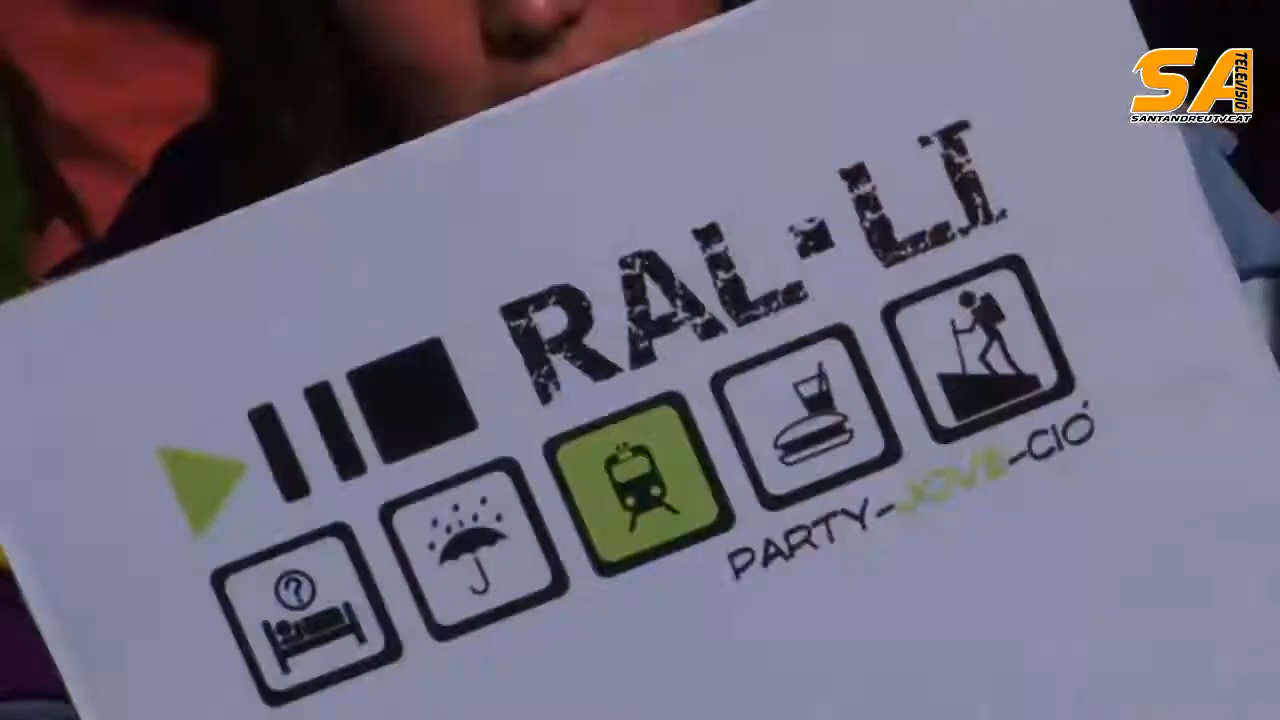 SA TELEVISIÓ
SANTANDREUTV.CAT
RAL·LI
?
PARTY-JOVE-CIÓ